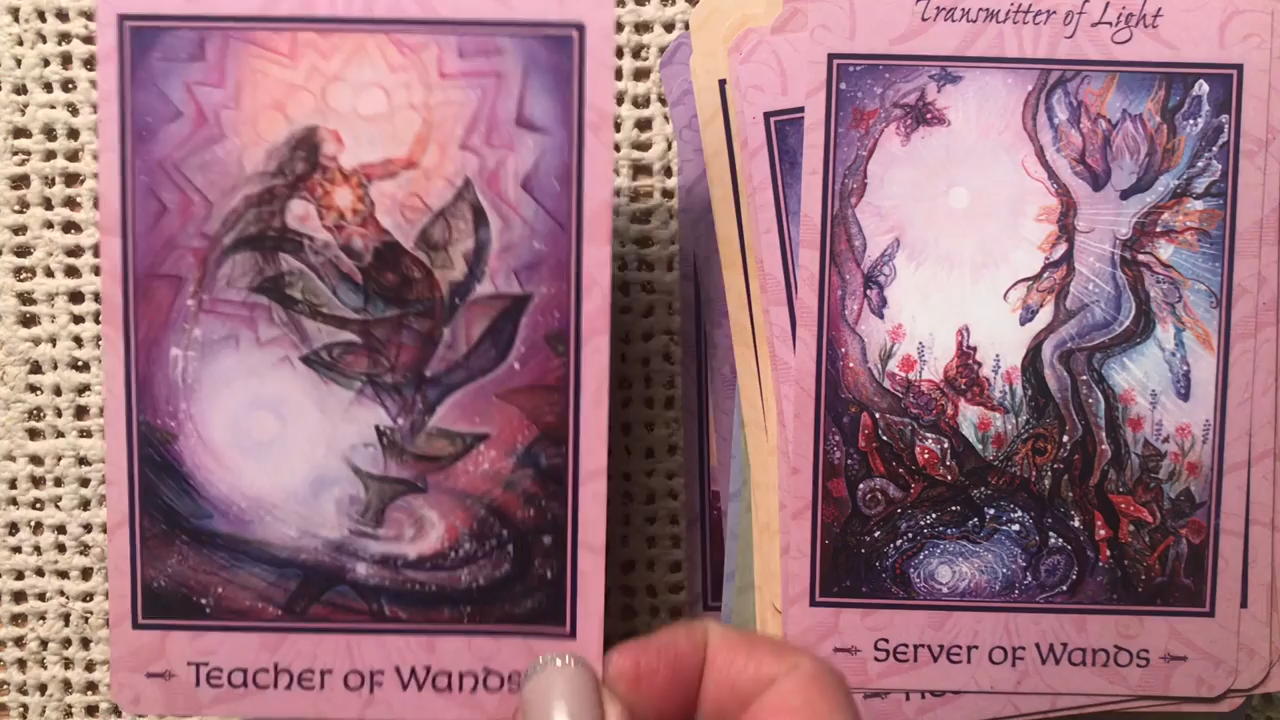 Transmitter of Light
Teacher of Wands
Server of Wands